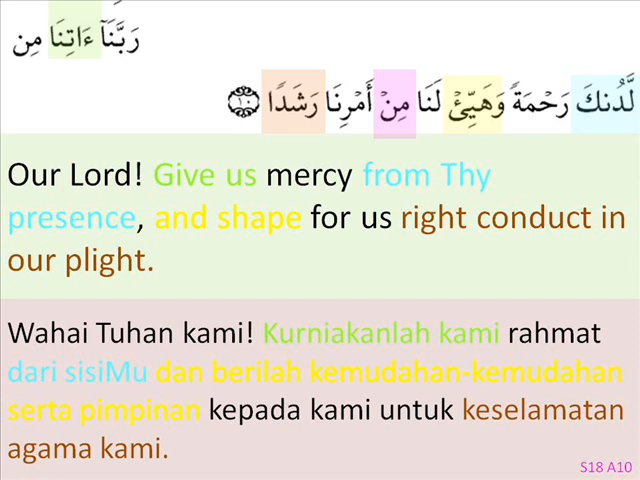 رَبَّنَآ ءَاتِنَا مِن
لَّدُنكَ رَحْمَةً وَهَيِّئْ لَنَا مِنْ أَمْرِنَا رَشَدًا ١٠
Our Lord! Give us mercy from Thy
presence, and shape for us right conduct in
our plight.
Wahai Tuhan kami! Kurniakanlah kami rahmat
dari sisiMu dan berilah kemudahan-kemudahan
serta pimpinan kepada kami untuk keselamatan
agama kami.
S18 A10